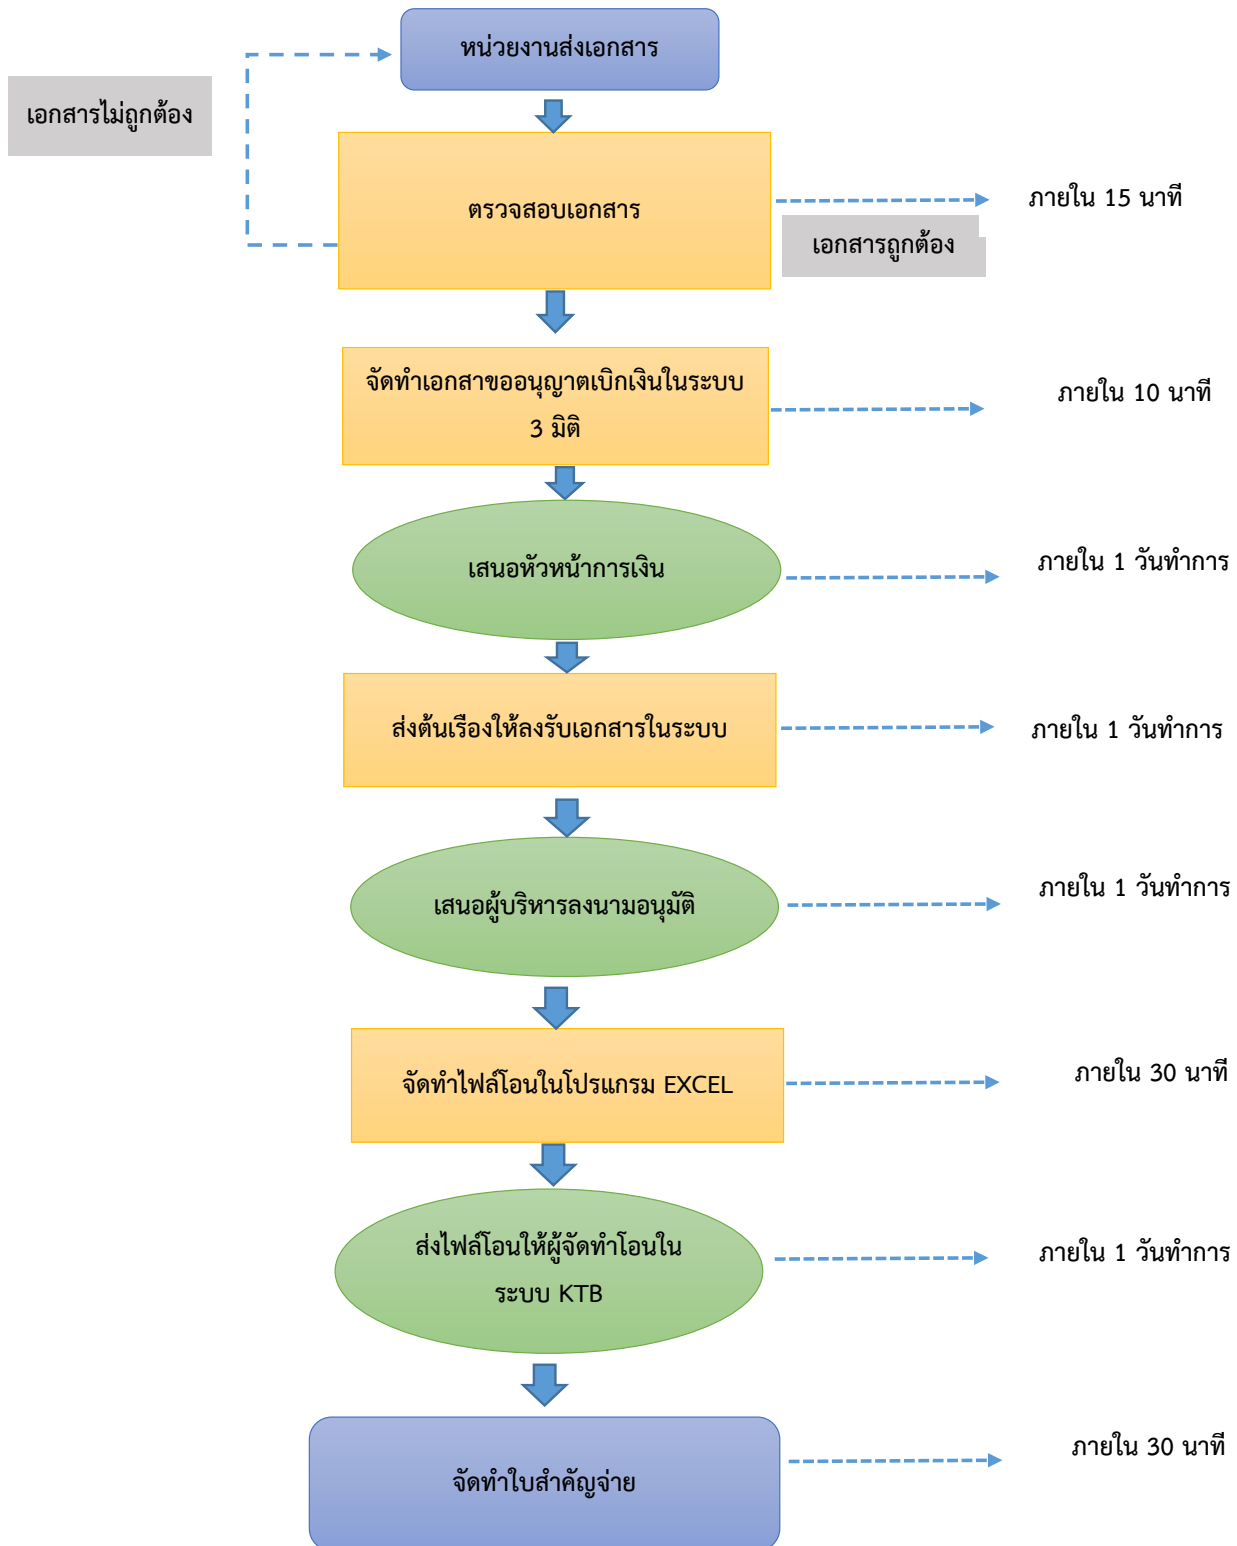 หน่วยงานส่งเอกสาร
เอกสารไม่ถูกต้อง
ตรวจสอบเอกสาร
ภายใน 15 นาที
เอกสารถูกต้อง
จัดทำเอกสาขออนุญาตเบิกเงินในระบบ
3 มิติ
ภายใน 10 นาที
เสนอหัวหน้าการเงิน
ภายใน 1 วันทำการ
ส่งต้นเรื่องให้ลงรับเอกสารในระบบ
ภายใน 1 วันทำการ
เสนอผู้บริหารลงนามอนุมัติ
ภายใน 1 วันทำการ
จัดทำไฟล์โอนในโปรแกรม EXCEL
ภายใน 30 นาที
ส่งไฟล์โอนให้ผู้จัดทำโอนใน
ระบบ KTB
ภายใน 1 วันทำการ
จัดทำใบสำคัญจ่าย
ภายใน 30 นาที